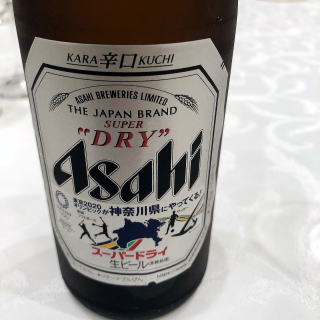 KARA 辛口 KUCHI
ASAHI BREWERIES LIMITED
THE JAPAN BRAND
SUPER
"DRY"
Asahi
東京2020
オリンピックが神奈川県にやってくる!
スーパードライ
生ビール